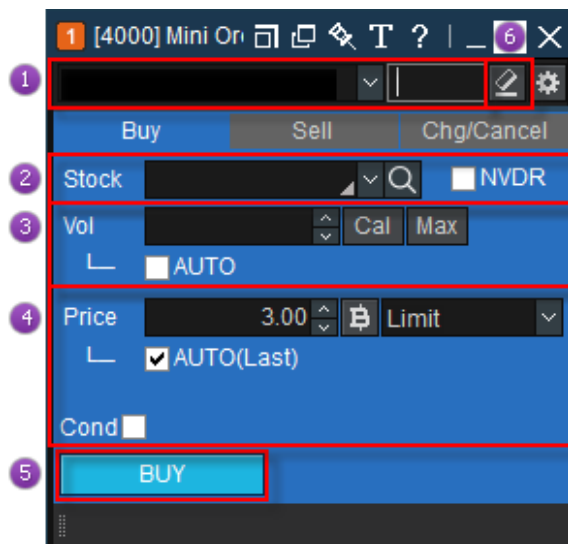 1 [4000] Mini Or T ? 6
1
Buy Sell Chg/Cancel
2 Stock NVDR
3 Vol Cal Max
AUTO
4 Price 3.00 Limit
AUTO(Last)
Cond
5 BUY